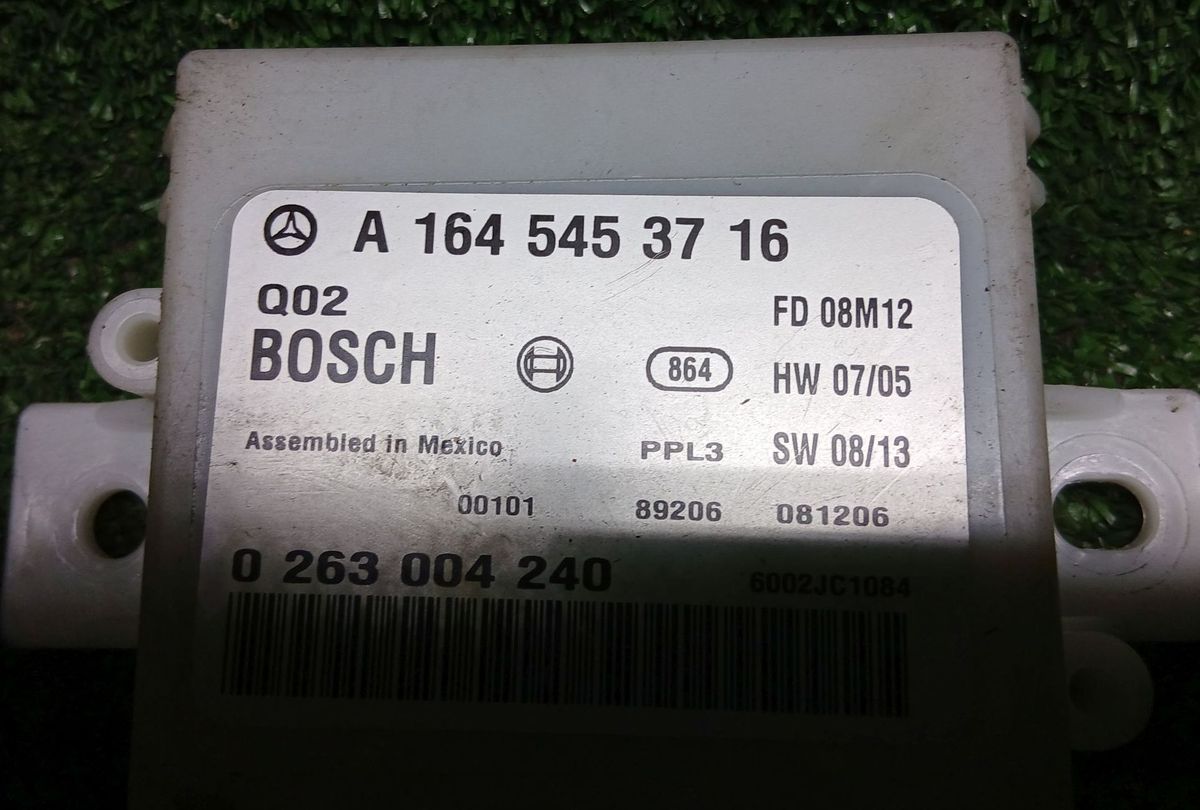 A 164 545 37 16
Q02
FD 08M12
BOSCH
864
HW 07/05
Assembled in Mexico
PPL3
SW 08/13
00101
89206
081206
0 263 004 240
6002JC1084